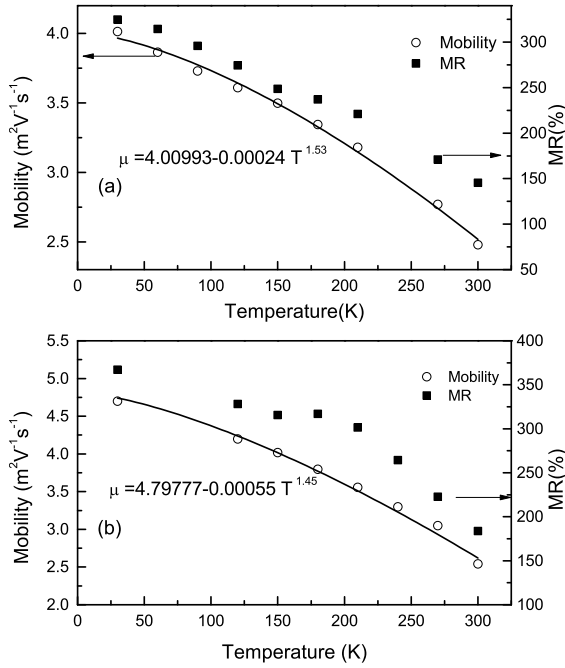 4.0
3.5
3.0
2.5
300
250
200
150
100
50
0 50 100 150 200 250 300
Mobility (m²V⁻¹s⁻¹)
MR(%)
Temperature(K)
Mobility
MR
μ =4.00993-0.00024 T^1.53
(a)
5.5
5.0
4.5
4.0
3.5
3.0
2.5
2.0
400
350
300
250
200
150
100
0 50 100 150 200 250 300
Mobility (m²V⁻¹s⁻¹)
MR(%)
Temperature (K)
Mobility
MR
μ =4.79777-0.00055 T^1.45
(b)